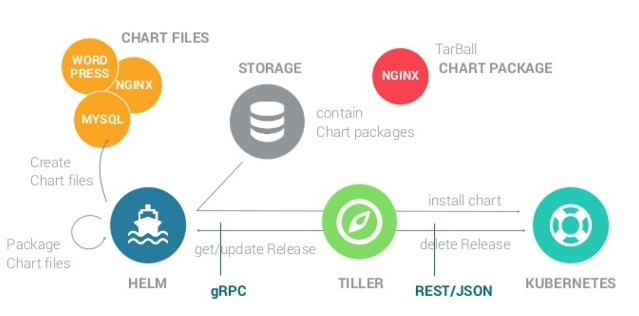 CHART FILES
WORD
PRESS
NGINX
MYSQL
STORAGE
TarBall
CHART PACKAGE
NGINX
contain
Chart packages
Create
Chart files
install chart
Package
Chart files
get/update Release
delete Release
HELM
gRPC
TILLER
REST/JSON
KUBERNETES